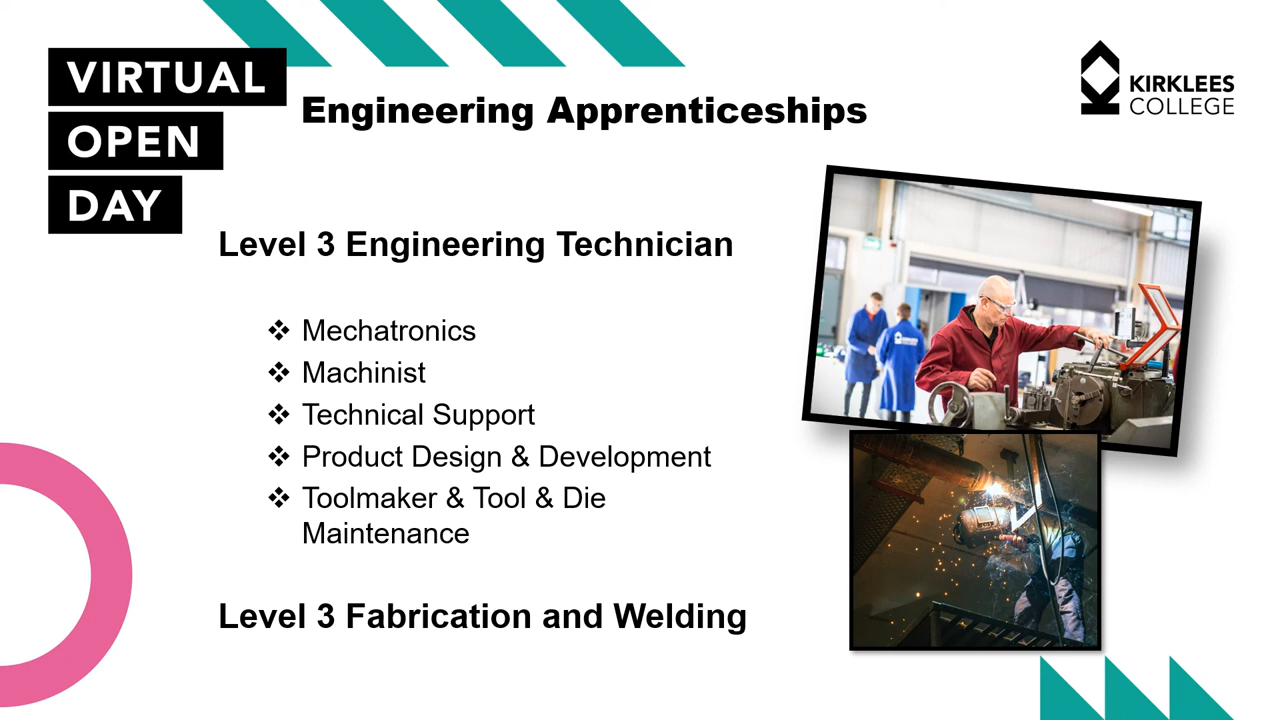 VIRTUAL
OPEN
DAY
Engineering Apprenticeships
KIRKLEES
COLLEGE
Level 3 Engineering Technician
❖ Mechatronics
❖ Machinist
❖ Technical Support
❖ Product Design & Development
❖ Toolmaker & Tool & Die
Maintenance
Level 3 Fabrication and Welding